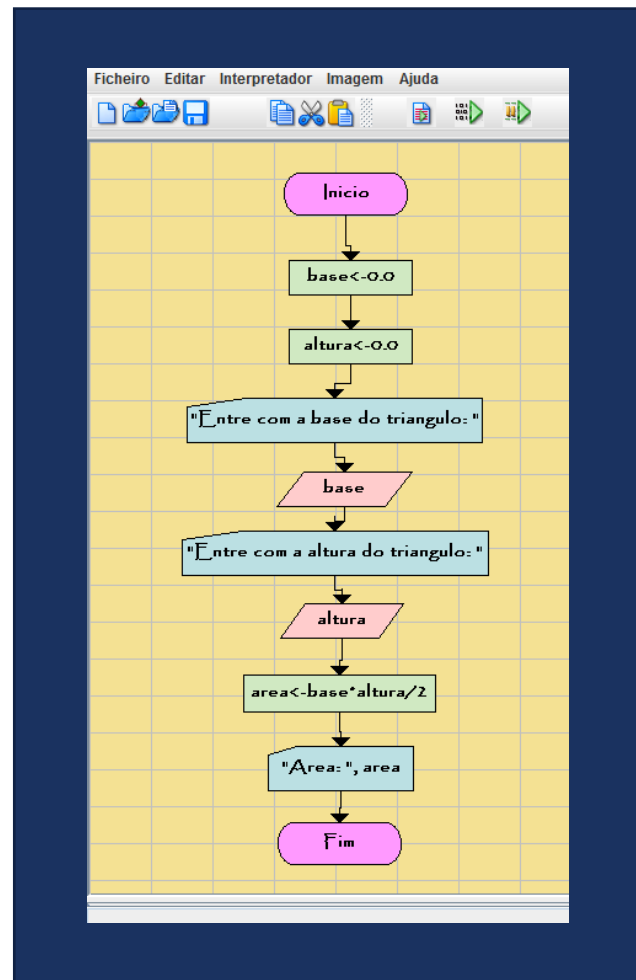 Ficheiro Editar Interpretador Imagem Ajuda
Inicio
base<-0.0
altura<-0.0
"Entre com a base do triangulo: "
base
"Entre com a altura do triangulo: "
altura
area<-base*altura/2
"Area: ", area
Fim